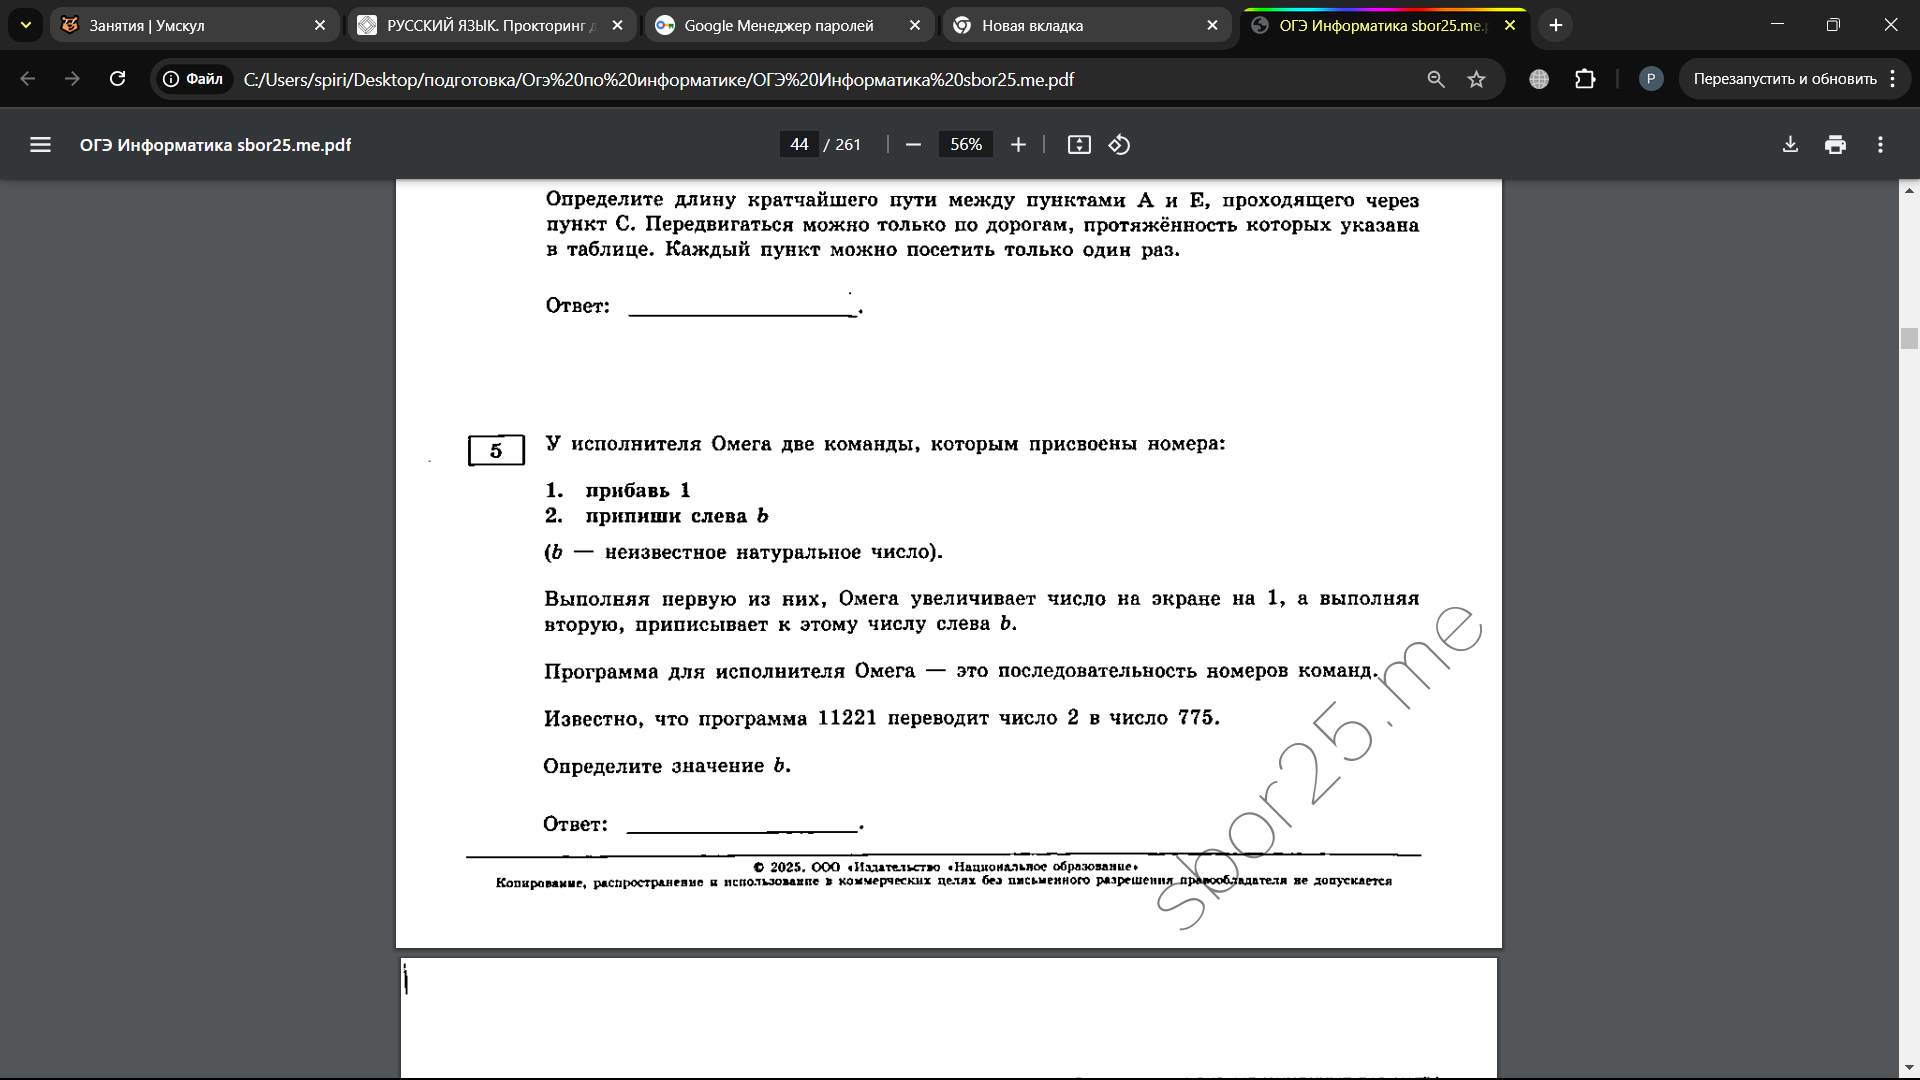 Занятия | Умскул
РУССКИЙ ЯЗЫК. Прокторинг д
Google Менеджер паролей
Новая вкладка
ОГЭ Информатика sbor25.me.p
Файл
C:/Users/spiri/Desktop/подготовка/Огэ%20по%20информатике/ОГЭ%20Информатика%20sbor25.me.pdf
P
Перезапустить и обновить
ОГЭ Информатика sbor25.me.pdf
44 / 261
56%
Определите длину кратчайшего пути между пунктами А и Е, проходящего через
пункт С. Передвигаться можно только по дорогам, протяжённость которых указана
в таблице. Каждый пункт можно посетить только один раз.
Ответ: ____________.
5
У исполнителя Омега две команды, которым присвоены номера:
1. прибавь 1
2. припиши слева b
(b — неизвестное натуральное число).
Выполняя первую из них, Омега увеличивает число на экране на 1, а выполняя
вторую, приписывает к этому числу слева b.
Программа для исполнителя Омега — это последовательность номеров команд.
Известно, что программа 11221 переводит число 2 в число 775.
Определите значение b.
Ответ: ____________.
© 2025. ООО «Издательство «Национальное образование»
Копирование, распространение и использование в коммерческих целях без письменного разрешения правообладателя не допускается
sbor25.me